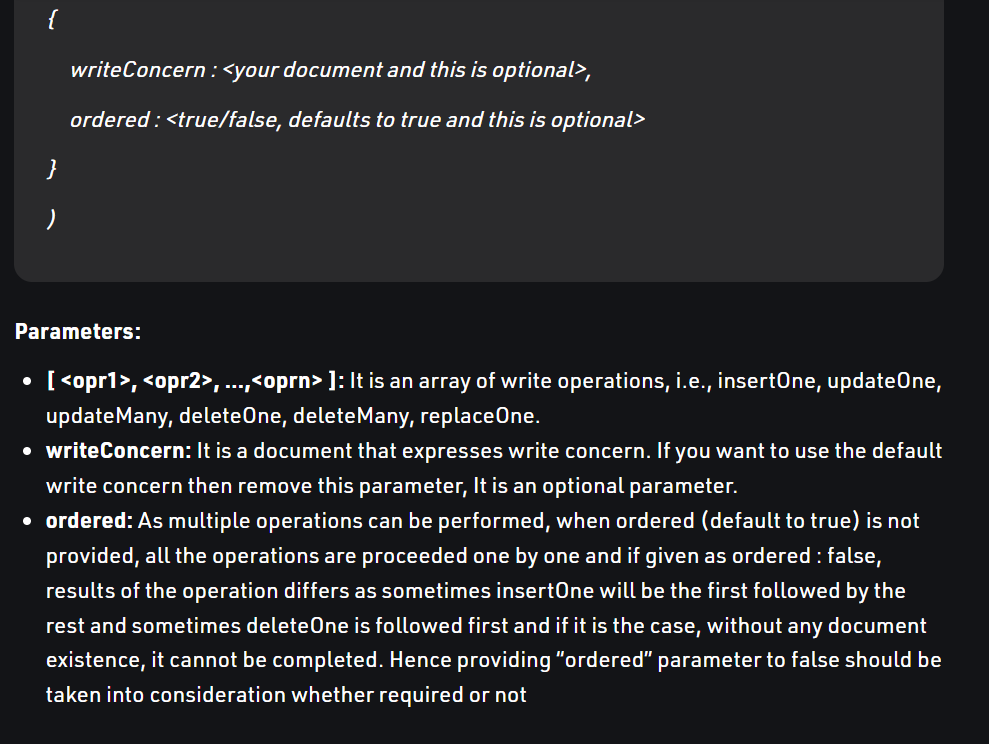 {
writeConcern : <your document and this is optional>,
ordered : <true/false, defaults to true and this is optional>
}
)
Parameters:
• [ <opr1>, <opr2>, ...,<oprn> ]: It is an array of write operations, i.e., insertOne, updateOne,
updateMany, deleteOne, deleteMany, replaceOne.
• writeConcern: It is a document that expresses write concern. If you want to use the default
write concern then remove this parameter, It is an optional parameter.
• ordered: As multiple operations can be performed, when ordered (default to true) is not
provided, all the operations are proceeded one by one and if given as ordered : false,
results of the operation differs as sometimes insertOne will be the first followed by the
rest and sometimes deleteOne is followed first and if it is the case, without any document
existence, it cannot be completed. Hence providing “ordered” parameter to false should be
taken into consideration whether required or not